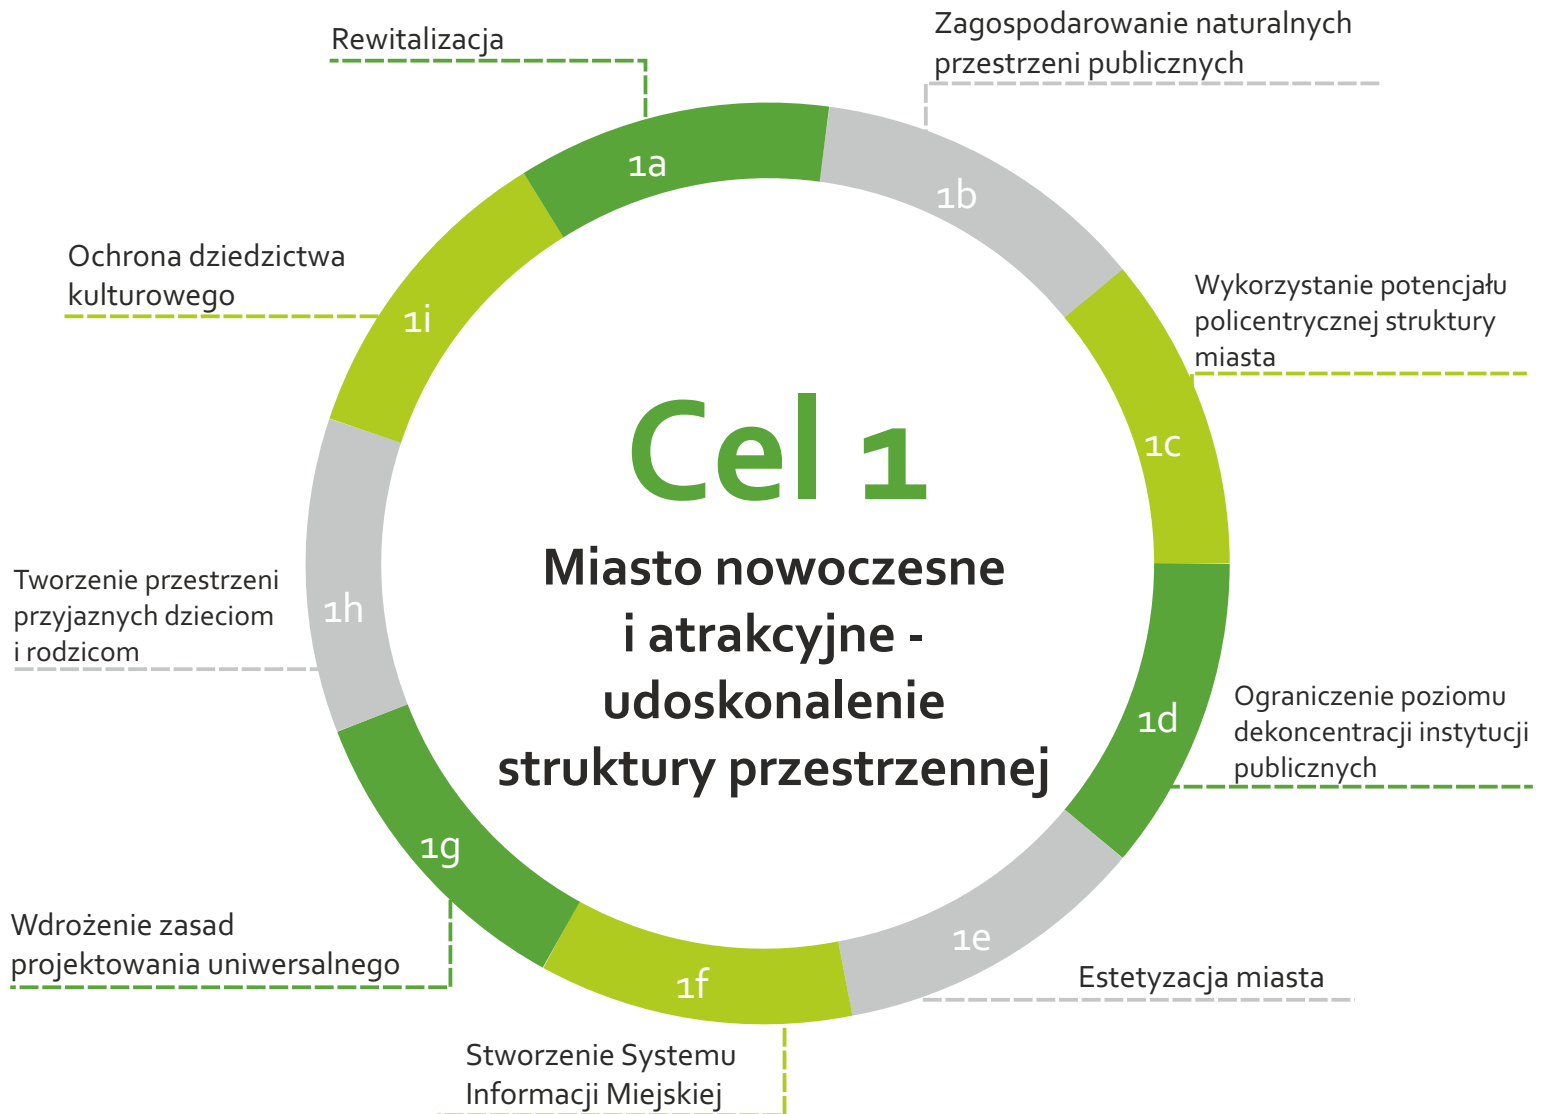 Rewitalizacja
Zagospodarowanie naturalnych
przestrzeni publicznych
1a
1b
Ochrona dziedzictwa
kulturowego
1i
Wykorzystanie potencjału
policentrycznej struktury
miasta
1c
Cel 1
Miasto nowoczesne
i atrakcyjne -
udoskonalenie
struktury przestrzennej
Tworzenie przestrzeni
przyjaznych dzieciom
i rodzicom
1h
1d
Ograniczenie poziomu
dekoncentracji instytucji
publicznych
1g
Wdrożenie zasad
projektowania uniwersalnego
1e
Estetyzacja miasta
1f
Stworzenie Systemu
Informacji Miejskiej